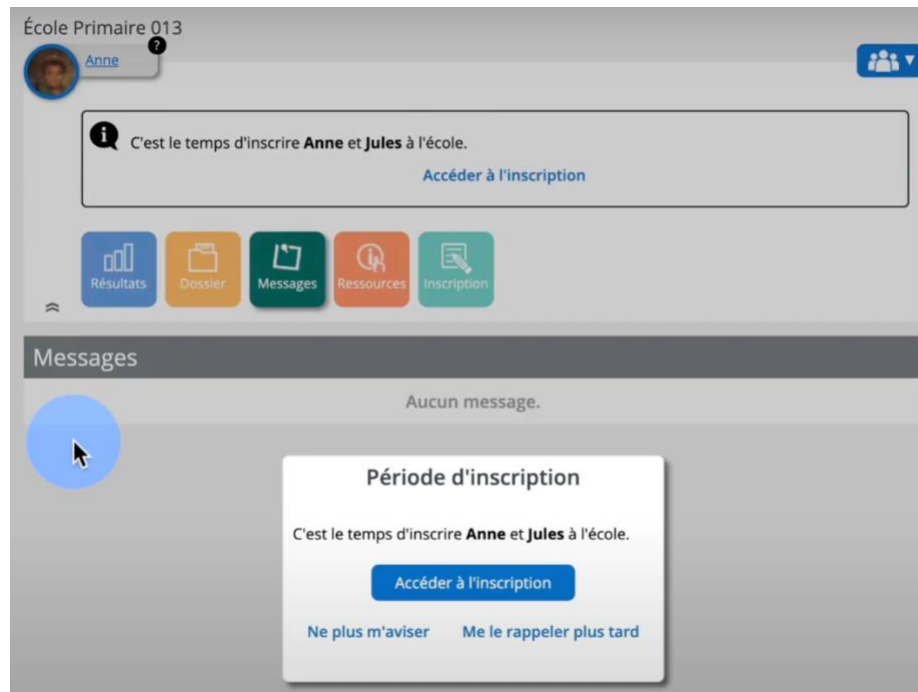 École Primaire 013
?
Anne
C'est le temps d'inscrire Anne et Jules à l'école.
Accéder à l'inscription
Résultats
Dossier
Messages
Ressources
Inscription
Messages
Aucun message.
Période d'inscription
C'est le temps d'inscrire Anne et Jules à l'école.
Accéder à l'inscription
Ne plus m'aviser Me le rappeler plus tard